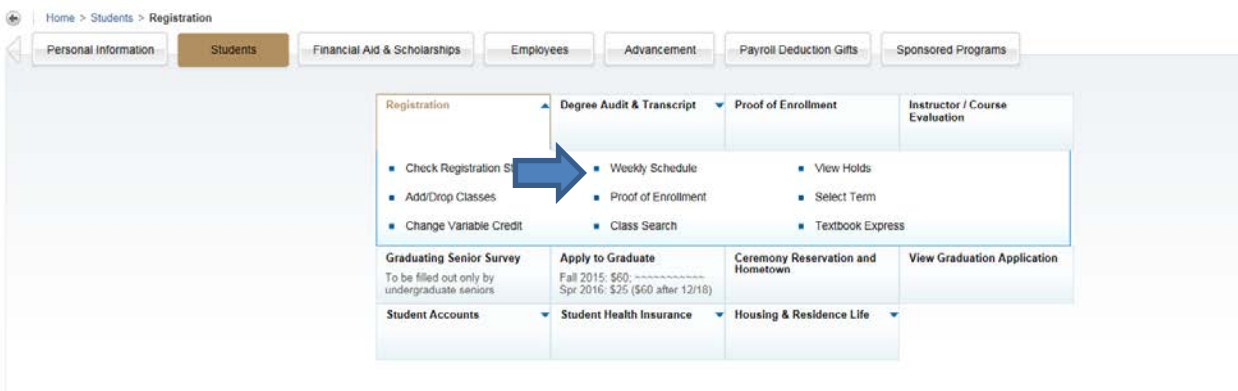 Home > Students > Registration
Personal Information
Students
Financial Aid & Scholarships
Employees
Advancement
Payroll Deduction Gifts
Sponsored Programs
Registration
Degree Audit & Transcript
Proof of Enrollment
Instructor / Course
Evaluation
Check Registration
Weekly Schedule
View Holds
Add/Drop Classes
Proof of Enrollment
Select Term
Change Variable Credit
Class Search
Textbook Express
Graduating Senior Survey
To be filled out only by
undergraduate seniors
Apply to Graduate
Fall 2015: $60; ~~~~~~~~~~~
Spr 2016: $25 ($60 after 12/18)
Ceremony Reservation and
Hometown
View Graduation Application
Student Accounts
Student Health Insurance
Housing & Residence Life